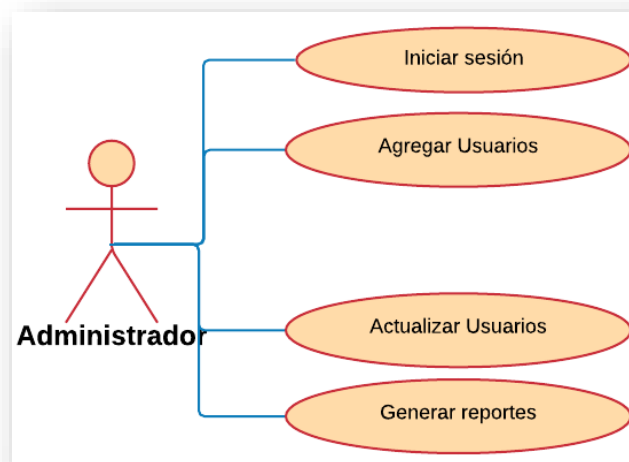 Iniciar sesión
Agregar Usuarios
Administrador
Actualizar Usuarios
Generar reportes